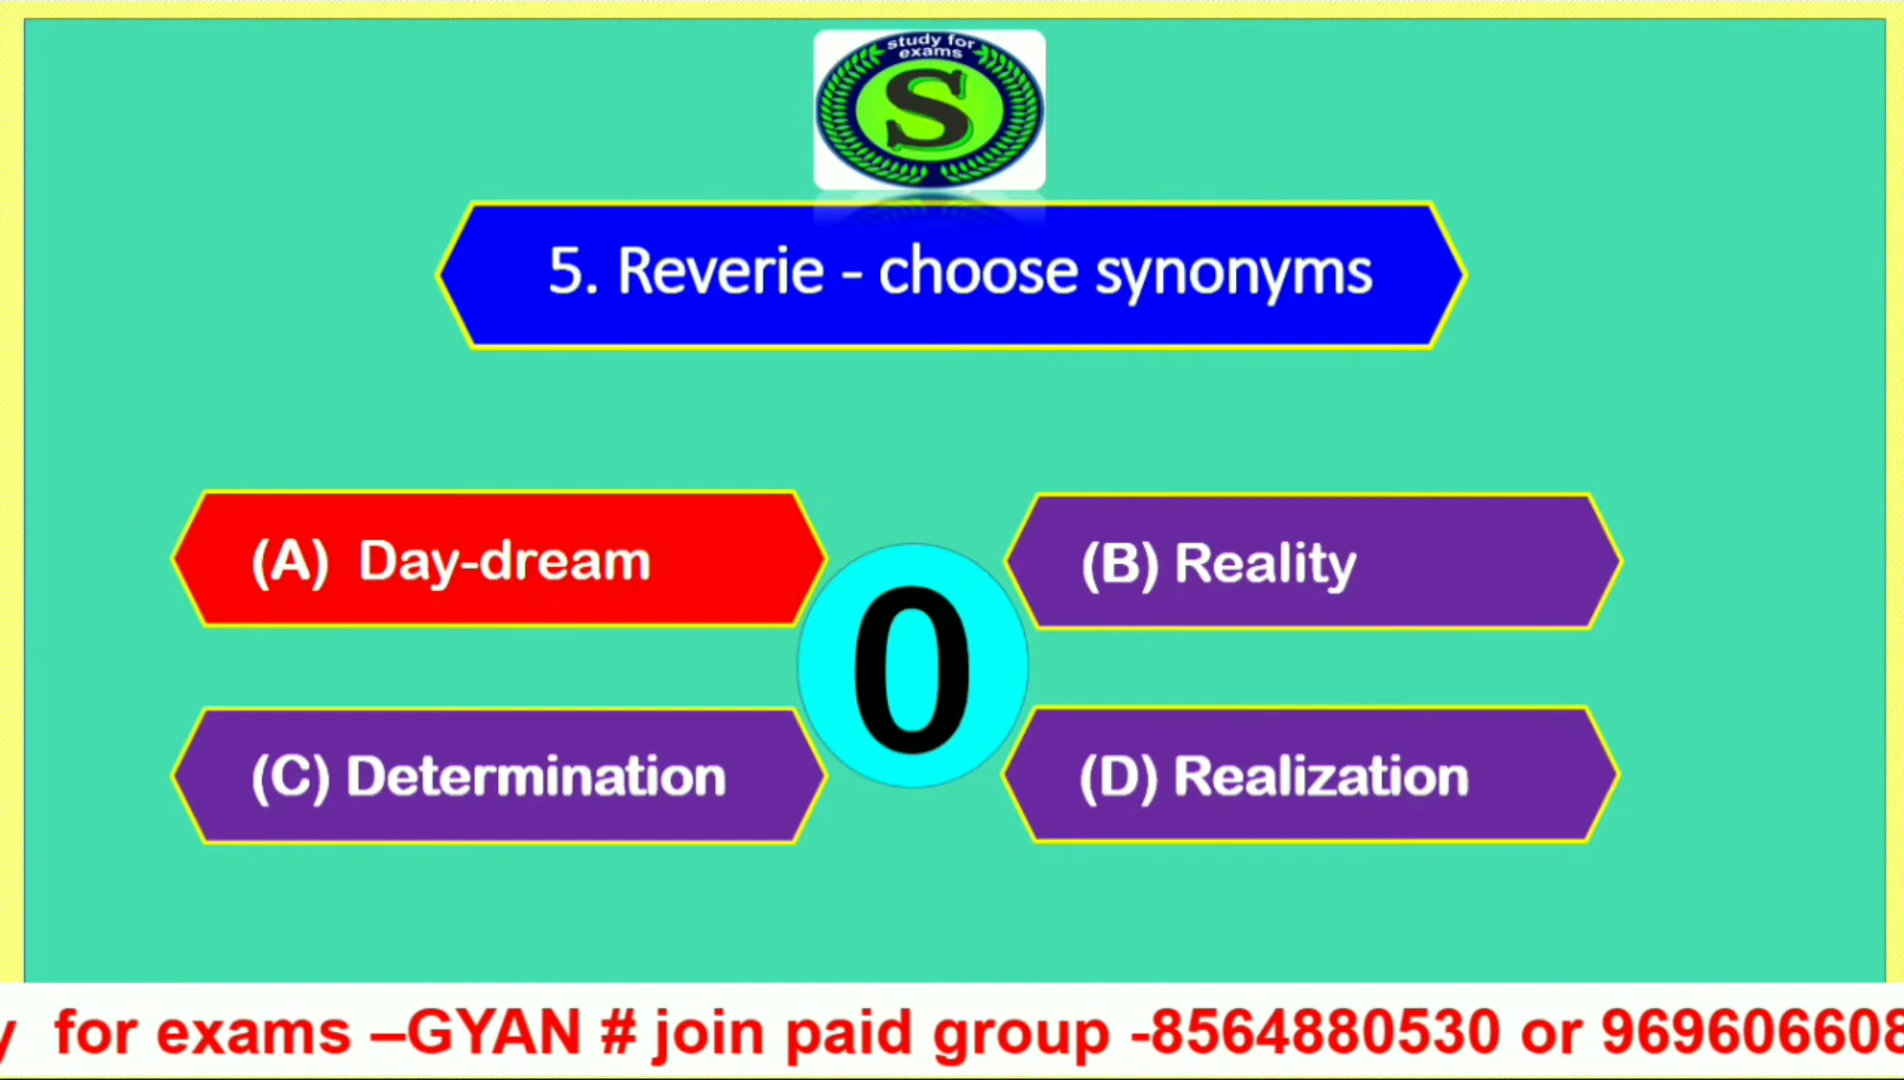 study for
exams
S
5. Reverie - choose synonyms
(A) Day-dream
(B) Reality
0
(C) Determination
(D) Realization
for exams –GYAN # join paid group -8564880530 or 969606608